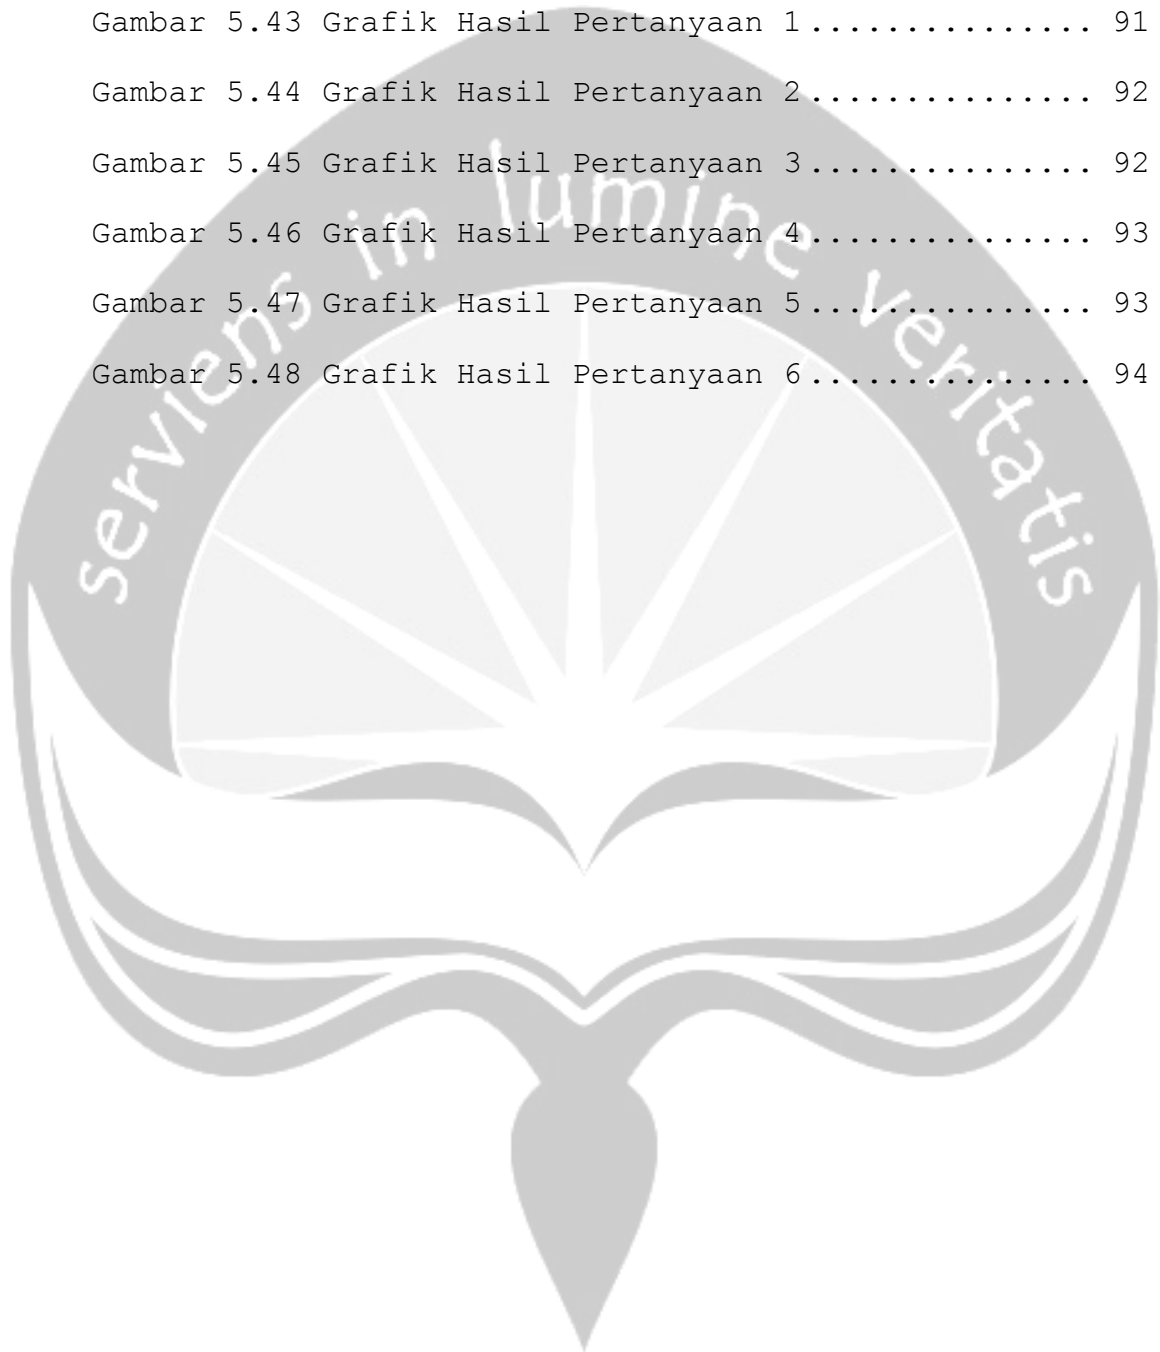 Gambar 5.43 Grafik Hasil Pertanyaan 1............... 91
Gambar 5.44 Grafik Hasil Pertanyaan 2............... 92
Gambar 5.45 Grafik Hasil Pertanyaan 3............... 92
Gambar 5.46 Grafik Hasil Pertanyaan 4............... 93
Gambar 5.47 Grafik Hasil Pertanyaan 5............... 93
Gambar 5.48 Grafik Hasil Pertanyaan 6............... 94
serviens in lumine veritatis